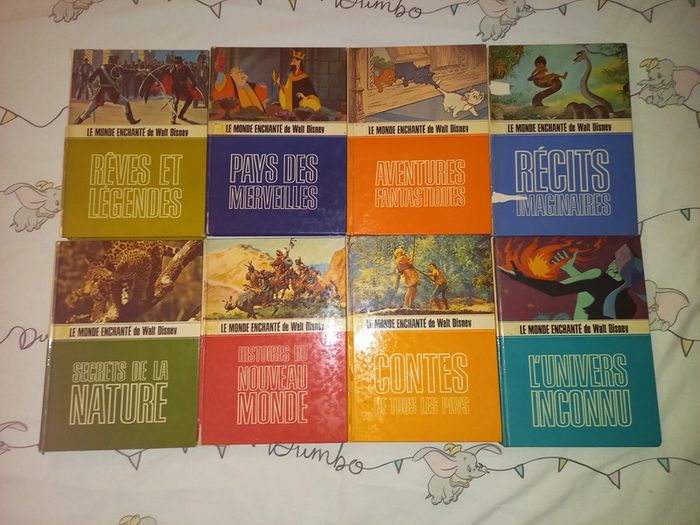 Dumbo
LE MONDE ENCHANTÉ de Walt Disney
RÊVES ET
LÉGENDES
LE MONDE ENCHANTÉ de Walt Disney
PAYS DES
MERVEILLES
LE MONDE ENCHANTÉ de Walt Disney
AVENTURES
FANTASTIQUES
LE MONDE ENCHANTÉ de Walt Disney
RÉCITS
IMAGINAIRES
LE MONDE ENCHANTÉ de Walt Disney
SECRETS DE LA
NATURE
LE MONDE ENCHANTÉ de Walt Disney
HISTOIRES DU
NOUVEAU
MONDE
LE MONDE ENCHANTÉ de Walt Disney
CONTES
DE TOUS LES PAYS
LE MONDE ENCHANTÉ de Walt Disney
L'UNIVERS
INCONNU
Dumbo